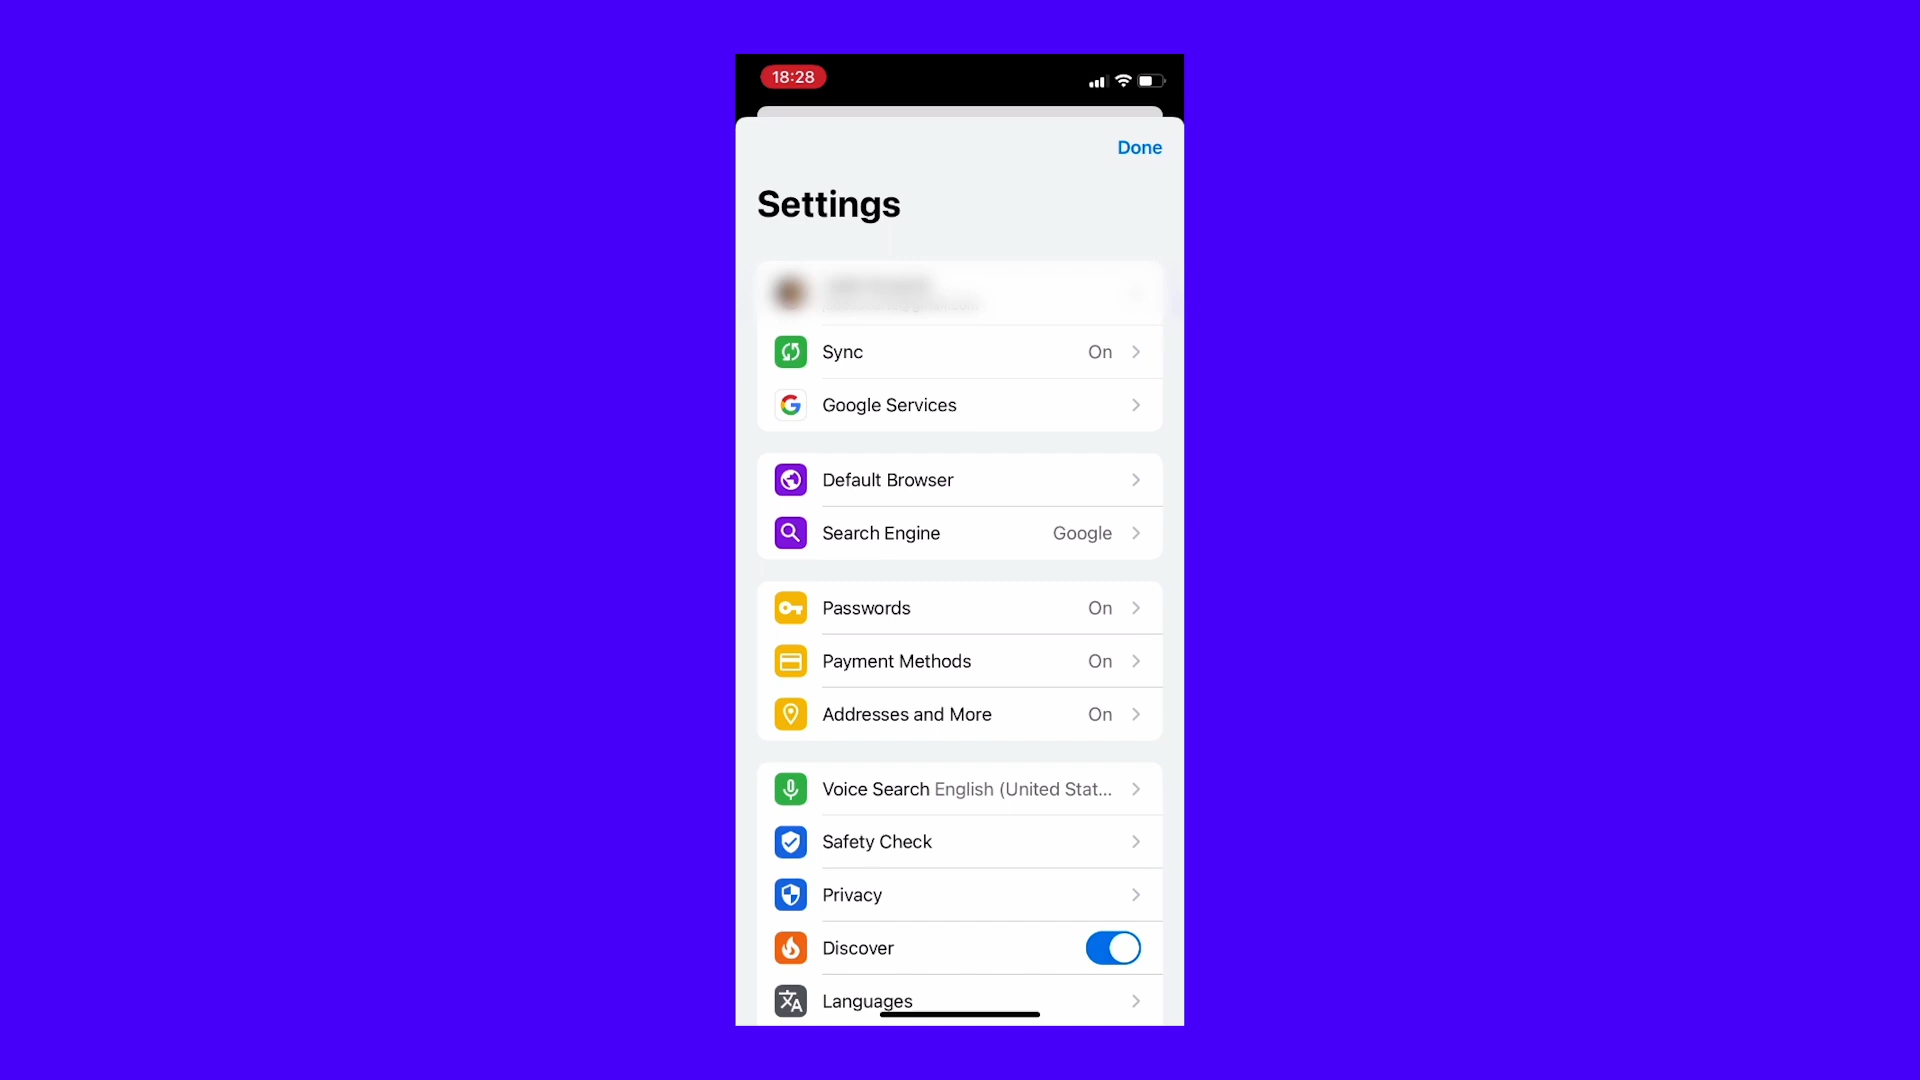 18:28
Done
Settings
Sync On
Google Services
Default Browser
Search Engine Google
Passwords On
Payment Methods On
Addresses and More On
Voice Search English (United Stat...
Safety Check
Privacy
Discover
Languages